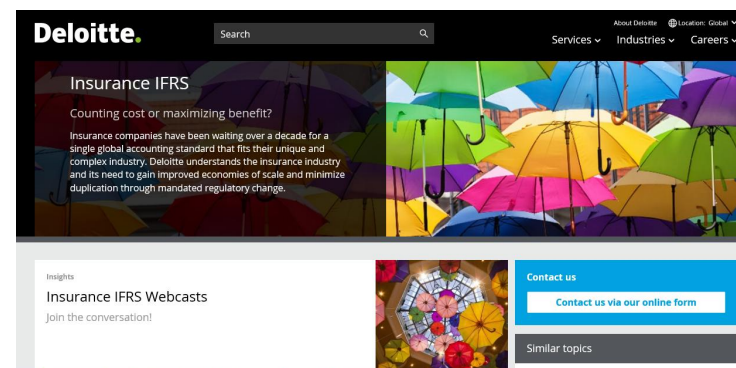 Deloitte.
Search
About Deloitte
Location: Global
Services
Industries
Careers
Insurance IFRS
Counting cost or maximizing benefit?
Insurance companies have been waiting over a decade for a
single global accounting standard that fits their unique and
complex industry. Deloitte understands the insurance industry
and its need to gain improved economies of scale and minimize
duplication through mandated regulatory change.
Insights
Insurance IFRS Webcasts
Join the conversation!
Contact us
Contact us via our online form
Similar topics